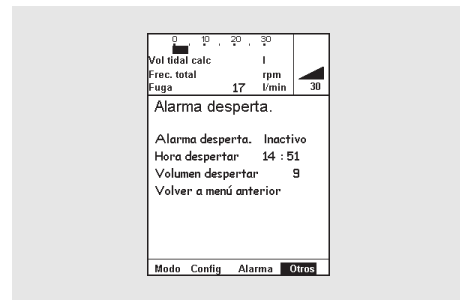 0 , 10 , 20 , 30
Vol tidal calc l
Frec. total rpm
Fuga 17 l/min 30
Alarma desperta.
Alarma desperta. Inactivo
Hora despertar 14 : 51
Volumen despertar 9
Volver a menú anterior
Modo Config Alarma Otros